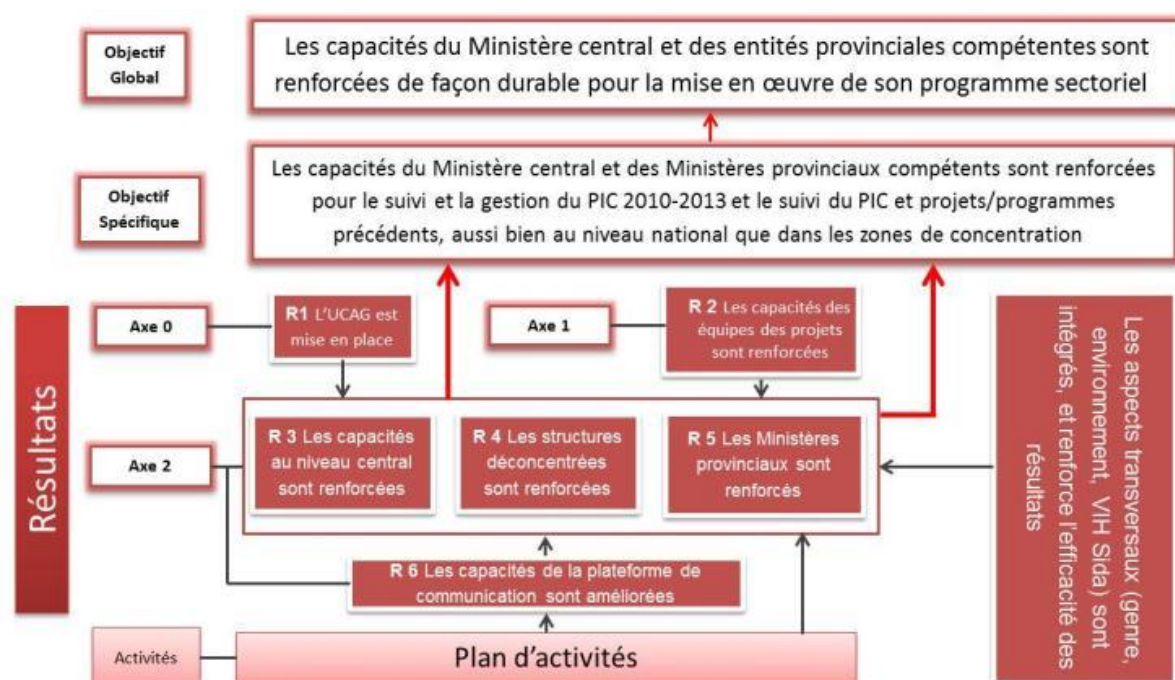 Objectif
Global
Les capacités du Ministère central et des entités provinciales compétentes sont
renforcées de façon durable pour la mise en œuvre de son programme sectoriel
Objectif
Spécifique
Les capacités du Ministère central et des Ministères provinciaux compétents sont renforcées
pour le suivi et la gestion du PIC 2010-2013 et le suivi du PIC et projets/programmes
précédents, aussi bien au niveau national que dans les zones de concentration
Résultats
Axe 0
R1 L'UCAG est
mise en place
Axe 1
R 2 Les capacités des
équipes des projets
sont renforcées
Axe 2
R 3 Les capacités
au niveau central
sont renforcées
R 4 Les structures
déconcentrées
sont renforcées
R 5 Les Ministères
provinciaux sont
renforcés
R 6 Les capacités de la plateforme de
communication sont améliorées
Les aspects transversaux (genre,
environnement, VIH Sida) sont
intégrés, et renforce l'efficacité des
résultats
Activités
Plan d'activités